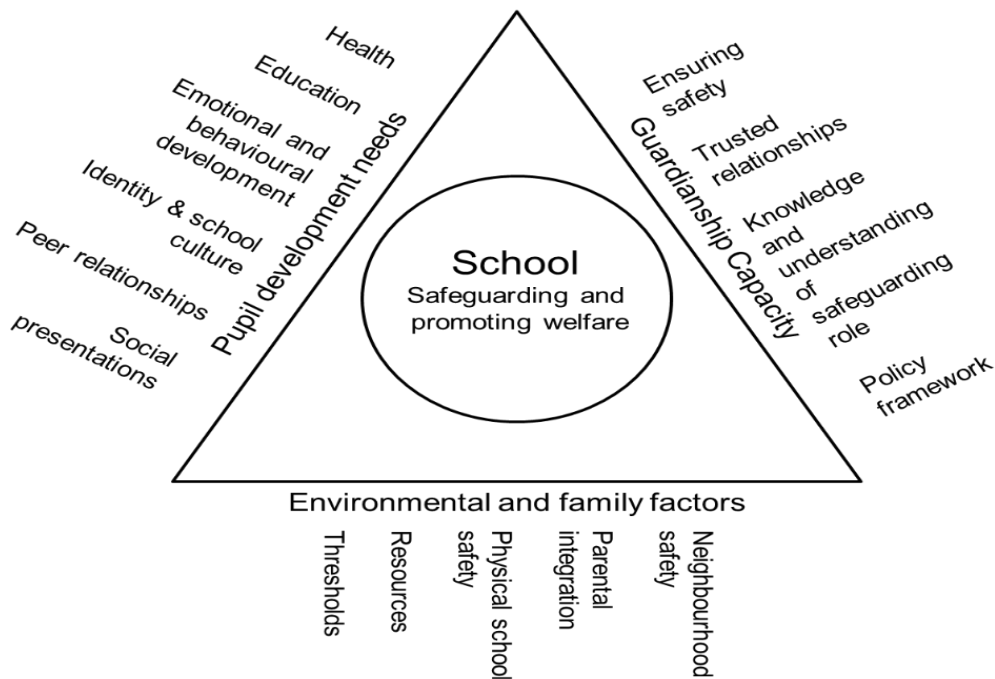 Health
Education
Emotional and
behavioural
development
Identity & school
culture
Peer relationships
Social
presentations
Pupil development needs
School
Safeguarding and
promoting welfare
Guardianship Capacity
Ensuring
safety
Trusted
relationships
Knowledge
and
understanding
of
safeguarding
role
Policy
framework
Environmental and family factors
Thresholds
Resources
Physical school
safety
Parental
integration
Neighbourhood
safety